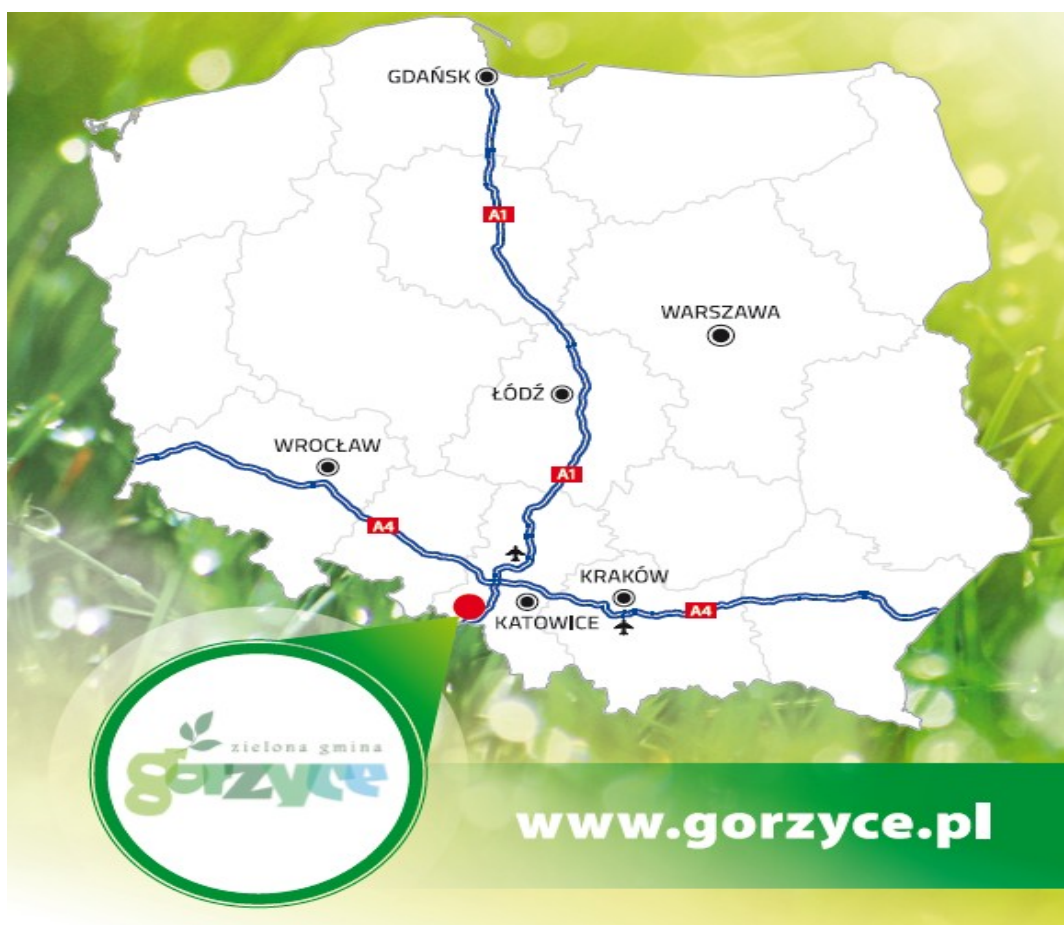 GDAŃSK
A1
WARSZAWA
ŁÓDŹ
WROCŁAW
A1
A4
KRAKÓW
A4
KATOWICE
zielona gmina
gorzyce
www.gorzyce.pl